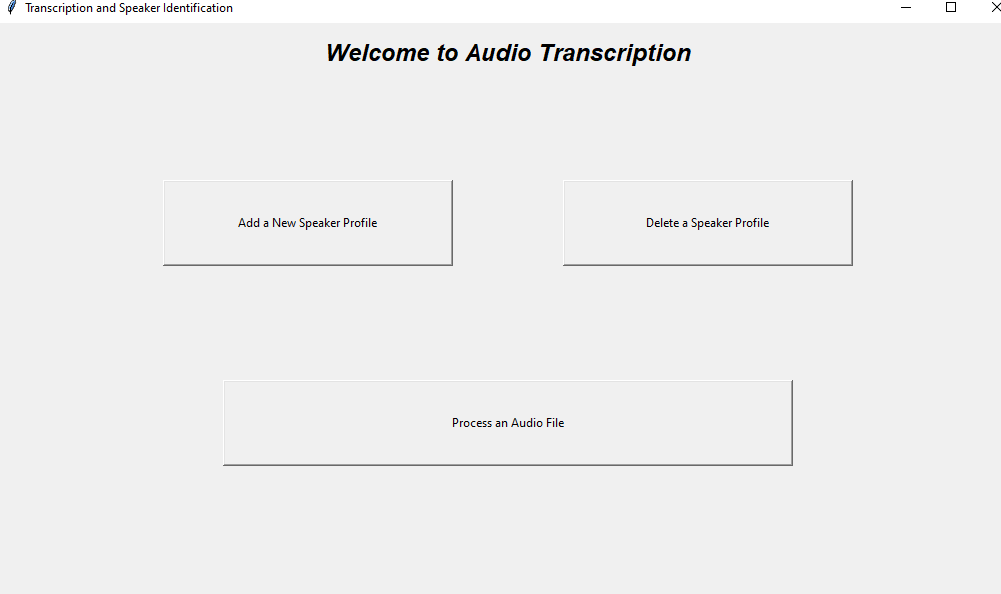 Transcription and Speaker Identification
Welcome to Audio Transcription
Add a New Speaker Profile
Delete a Speaker Profile
Process an Audio File